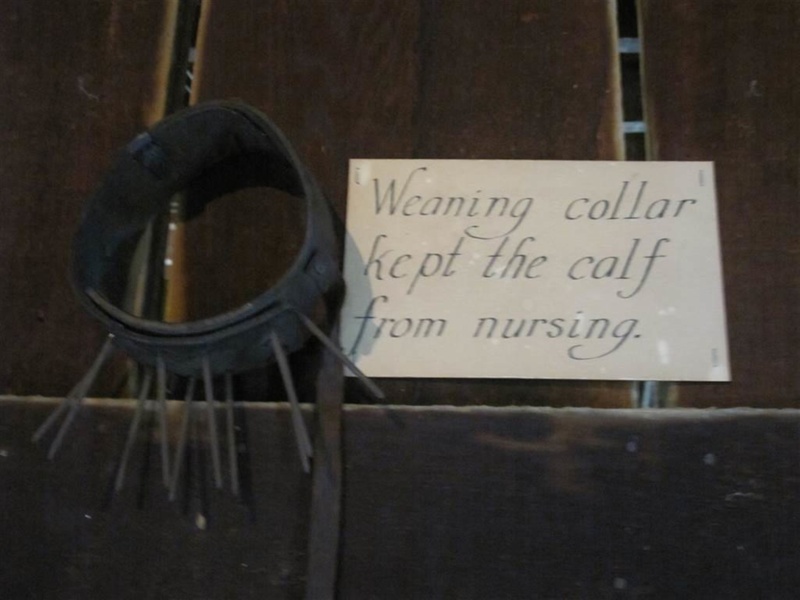 Weaning collar
kept the calf
from nursing.